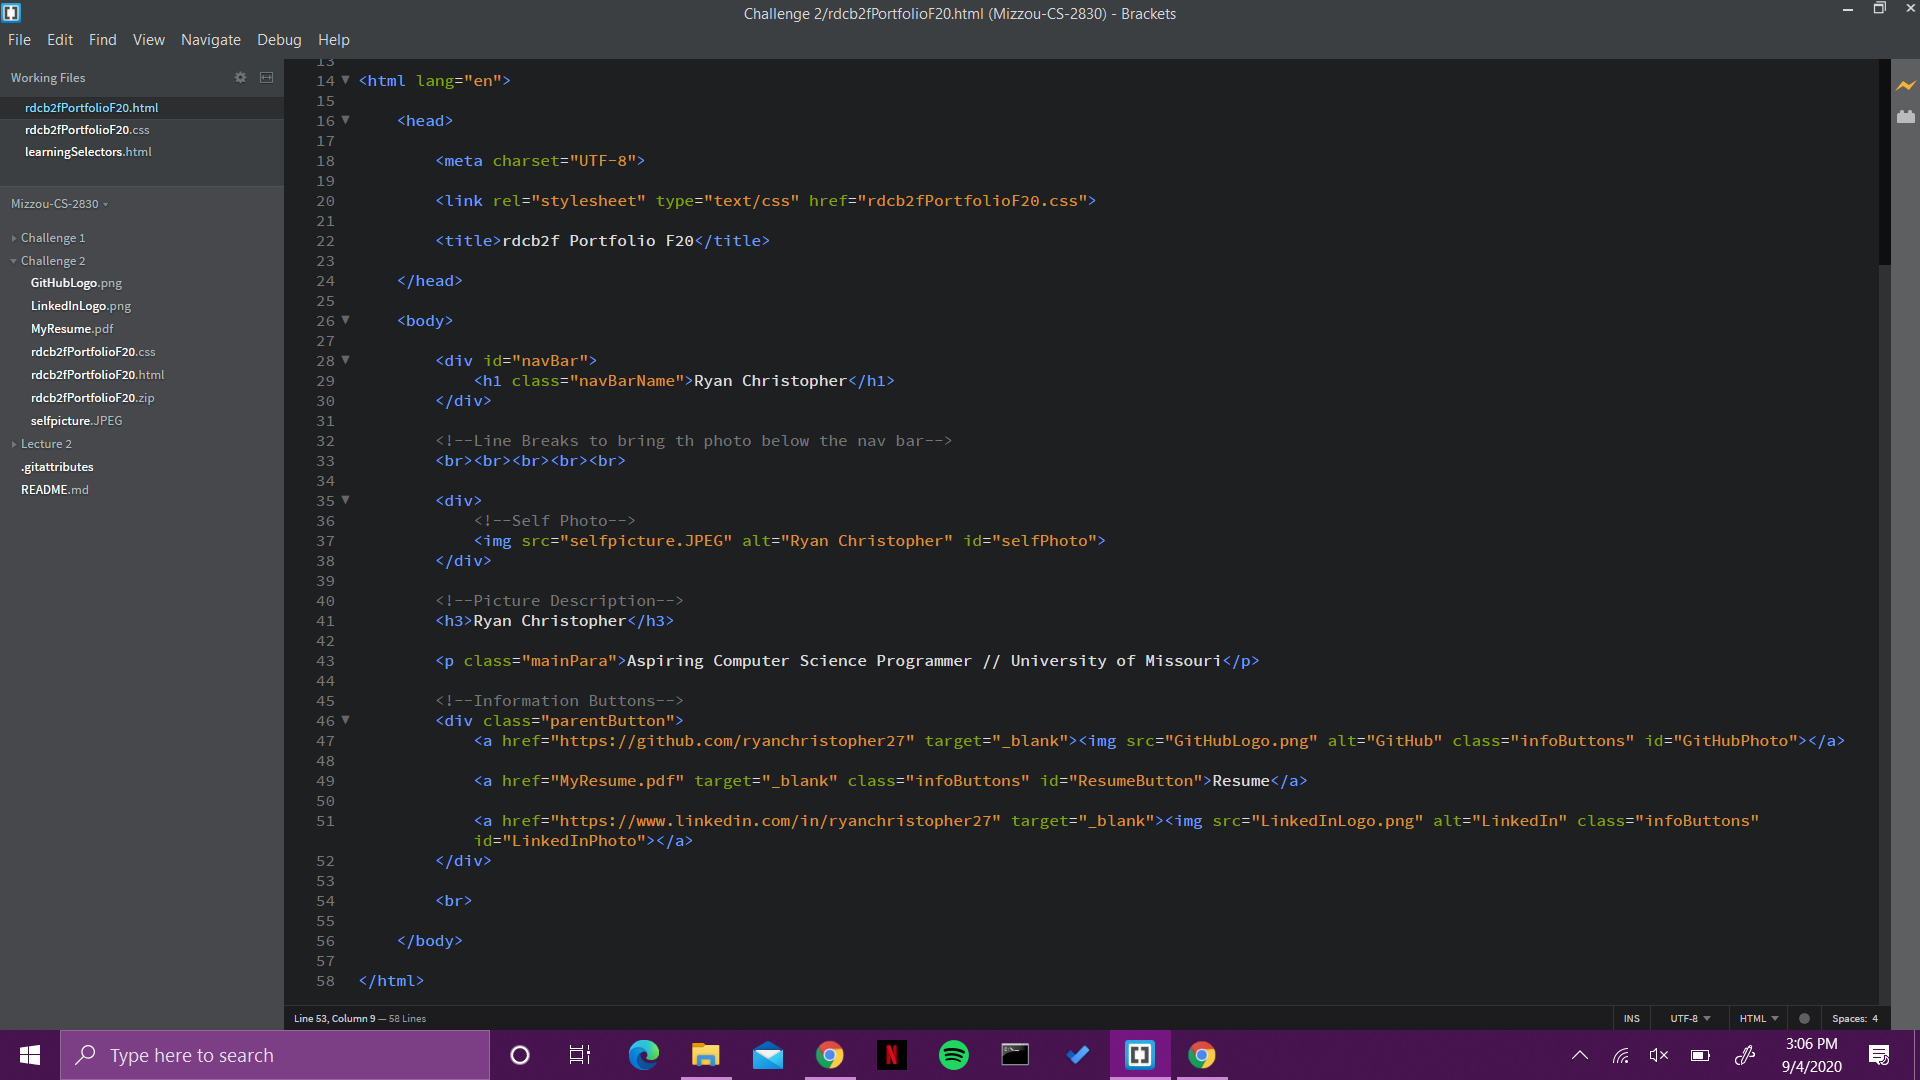 Challenge 2/rdcb2fPortfolioF20.html (Mizzou-CS-2830) - Brackets
File Edit Find View Navigate Debug Help
Working Files
rdcb2fPortfolioF20.html
rdcb2fPortfolioF20.css
learningSelectors.html
Mizzou-CS-2830
Challenge 1
Challenge 2
GitHubLogo.png
LinkedInLogo.png
MyResume.pdf
rdcb2fPortfolioF20.css
rdcb2fPortfolioF20.html
rdcb2fPortfolioF20.zip
selfpicture.JPEG
Lecture 2
.gitattributes
README.md
13
14 <html lang="en">
15
16 <head>
17
18 <meta charset="UTF-8">
19
20 <link rel="stylesheet" type="text/css" href="rdcb2fPortfolioF20.css">
21
22 <title>rdcb2f Portfolio F20</title>
23
24 </head>
25
26 <body>
27
28 <div id="navBar">
29 <h1 class="navBarName">Ryan Christopher</h1>
30 </div>
31
32 <!--Line Breaks to bring th photo below the nav bar-->
33 <br><br><br><br><br>
34
35 <div>
36 <!--Self Photo-->
37 <img src="selfpicture.JPEG" alt="Ryan Christopher" id="selfPhoto">
38 </div>
39
40 <!--Picture Description-->
41 <h3>Ryan Christopher</h3>
42
43 <p class="mainPara">Aspiring Computer Science Programmer // University of Missouri</p>
44
45 <!--Information Buttons-->
46 <div class="parentButton">
47 <a href="https://github.com/ryanchristopher27" target="_blank"><img src="GitHubLogo.png" alt="GitHub" class="infoButtons" id="GitHubPhoto"></a>
48
49 <a href="MyResume.pdf" target="_blank" class="infoButtons" id="ResumeButton">Resume</a>
50
51 <a href="https://www.linkedin.com/in/ryanchristopher27" target="_blank"><img src="LinkedInLogo.png" alt="LinkedIn" class="infoButtons"
id="LinkedInPhoto"></a>
52 </div>
53
54 <br>
55
56 </body>
57
58 </html>
Line 53, Column 9 — 58 Lines
INS UTF-8 HTML Spaces: 4
Type here to search
N
3:06 PM
9/4/2020